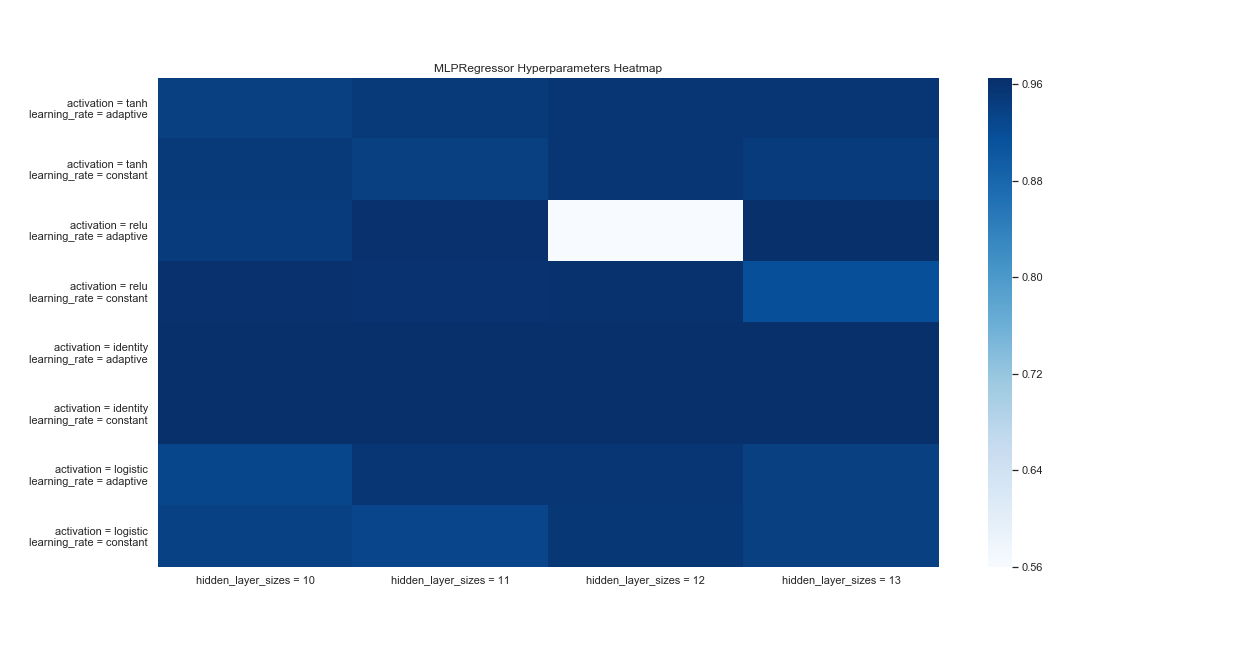 MLPRegressor Hyperparameters Heatmap
activation = tanh
learning_rate = adaptive
activation = tanh
learning_rate = constant
activation = relu
learning_rate = adaptive
activation = relu
learning_rate = constant
activation = identity
learning_rate = adaptive
activation = identity
learning_rate = constant
activation = logistic
learning_rate = adaptive
activation = logistic
learning_rate = constant
hidden_layer_sizes = 10
hidden_layer_sizes = 11
hidden_layer_sizes = 12
hidden_layer_sizes = 13
0.96
0.88
0.80
0.72
0.64
0.56